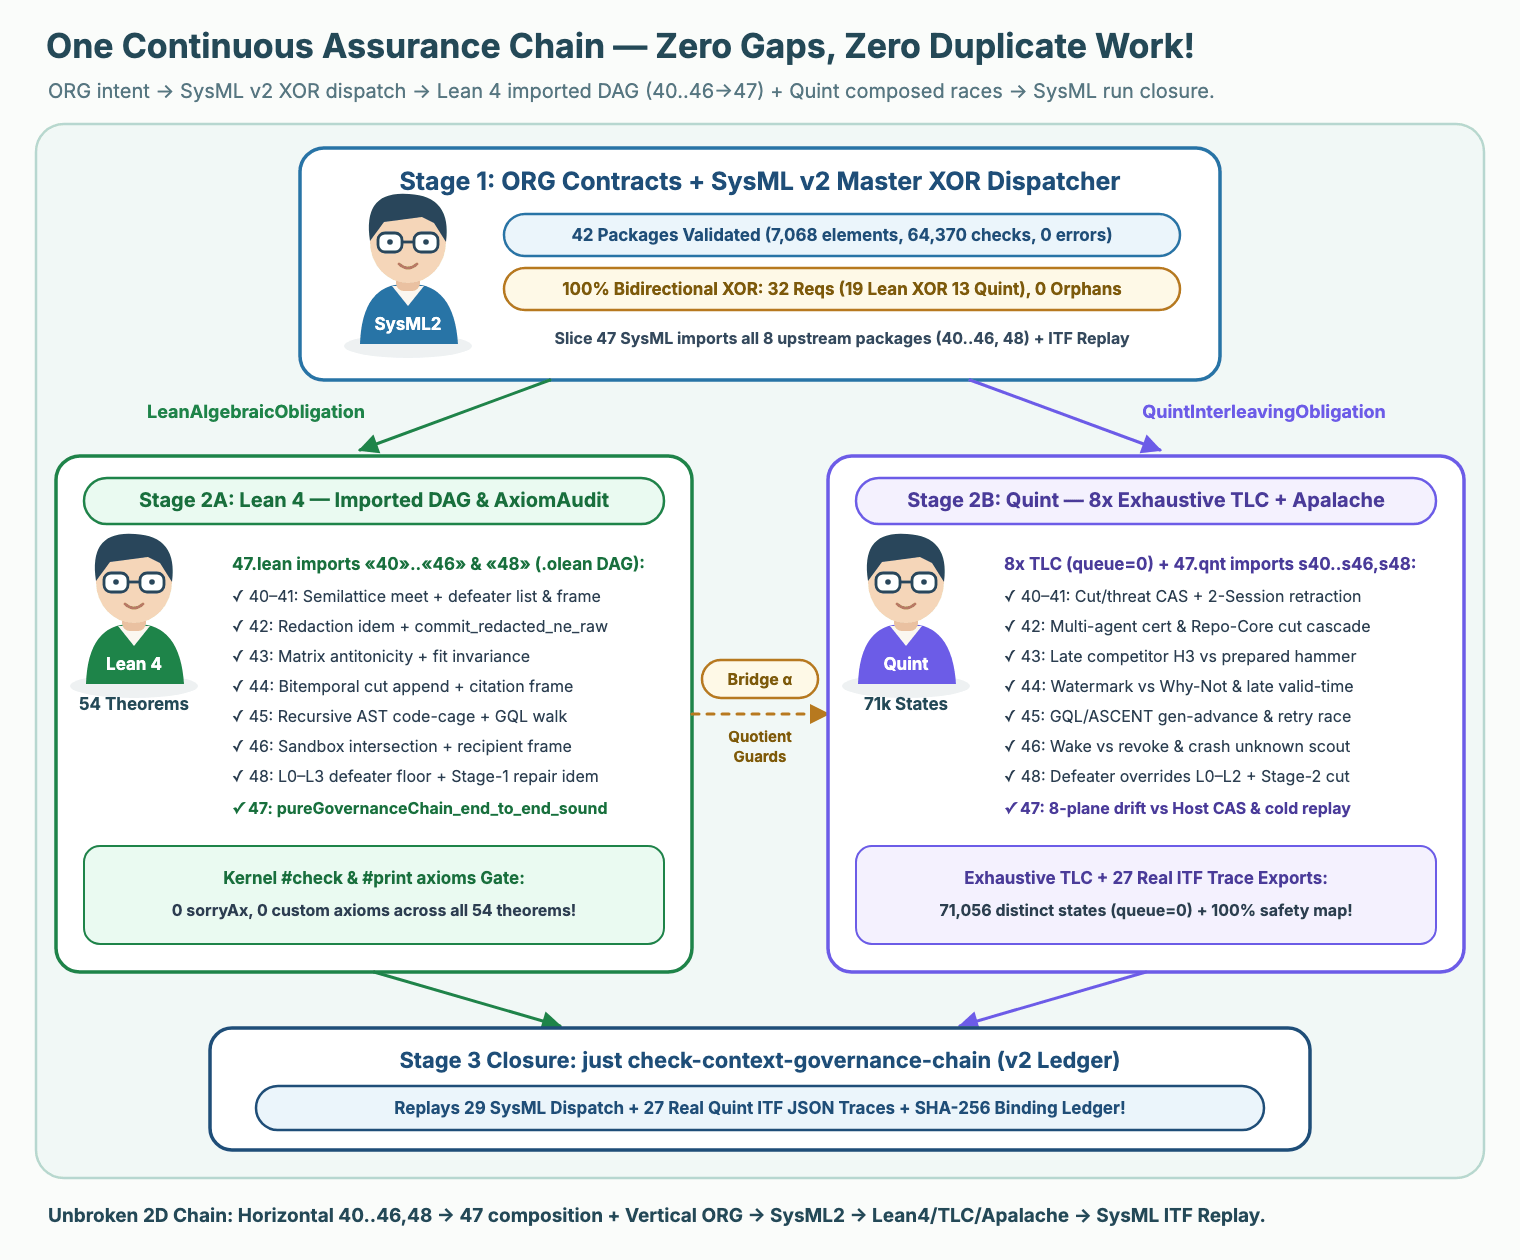 One Continuous Assurance Chain — Zero Gaps, Zero Duplicate Work!
ORG intent → SysML v2 XOR dispatch → Lean 4 imported DAG (40..46→47) + Quint composed races → SysML run closure.
Stage 1: ORG Contracts + SysML v2 Master XOR Dispatcher
42 Packages Validated (7,068 elements, 64,370 checks, 0 errors)
100% Bidirectional XOR: 32 Reqs (19 Lean XOR 13 Quint), 0 Orphans
SysML2
Slice 47 SysML imports all 8 upstream packages (40..46, 48) + ITF Replay
LeanAlgebraicObligation
QuintInterleavingObligation
Stage 2A: Lean 4 — Imported DAG & AxiomAudit
47.lean imports «40»..«46» & «48» (.olean DAG):
✓ 40–41: Semilattice meet + defeater list & frame
✓ 42: Redaction idem + commit_redacted_ne_raw
✓ 43: Matrix antitonicity + fit invariance
Lean 4
✓ 44: Bitemporal cut append + citation frame
54 Theorems
✓ 45: Recursive AST code-cage + GQL walk
✓ 46: Sandbox intersection + recipient frame
✓ 48: L0–L3 defeater floor + Stage-1 repair idem
✓ 47: pureGovernanceChain_end_to_end_sound
Kernel #check & #print axioms Gate:
0 sorryAx, 0 custom axioms across all 54 theorems!
Bridge α
Quotient
Guards
Stage 2B: Quint — 8x Exhaustive TLC + Apalache
8x TLC (queue=0) + 47.qnt imports s40..s46,s48:
✓ 40–41: Cut/threat CAS + 2-Session retraction
✓ 42: Multi-agent cert & Repo-Core cut cascade
✓ 43: Late competitor H3 vs prepared hammer
Quint
✓ 44: Watermark vs Why-Not & late valid-time
71k States
✓ 45: GQL/ASCENT gen-advance & retry race
✓ 46: Wake vs revoke & crash unknown scout
✓ 48: Defeater overrides L0–L2 + Stage-2 cut
✓ 47: 8-plane drift vs Host CAS & cold replay
Exhaustive TLC + 27 Real ITF Trace Exports:
71,056 distinct states (queue=0) + 100% safety map!
Stage 3 Closure: just check-context-governance-chain (v2 Ledger)
Replays 29 SysML Dispatch + 27 Real Quint ITF JSON Traces + SHA-256 Binding Ledger!
Unbroken 2D Chain: Horizontal 40..46,48 → 47 composition + Vertical ORG → SysML2 → Lean4/TLC/Apalache → SysML ITF Replay.